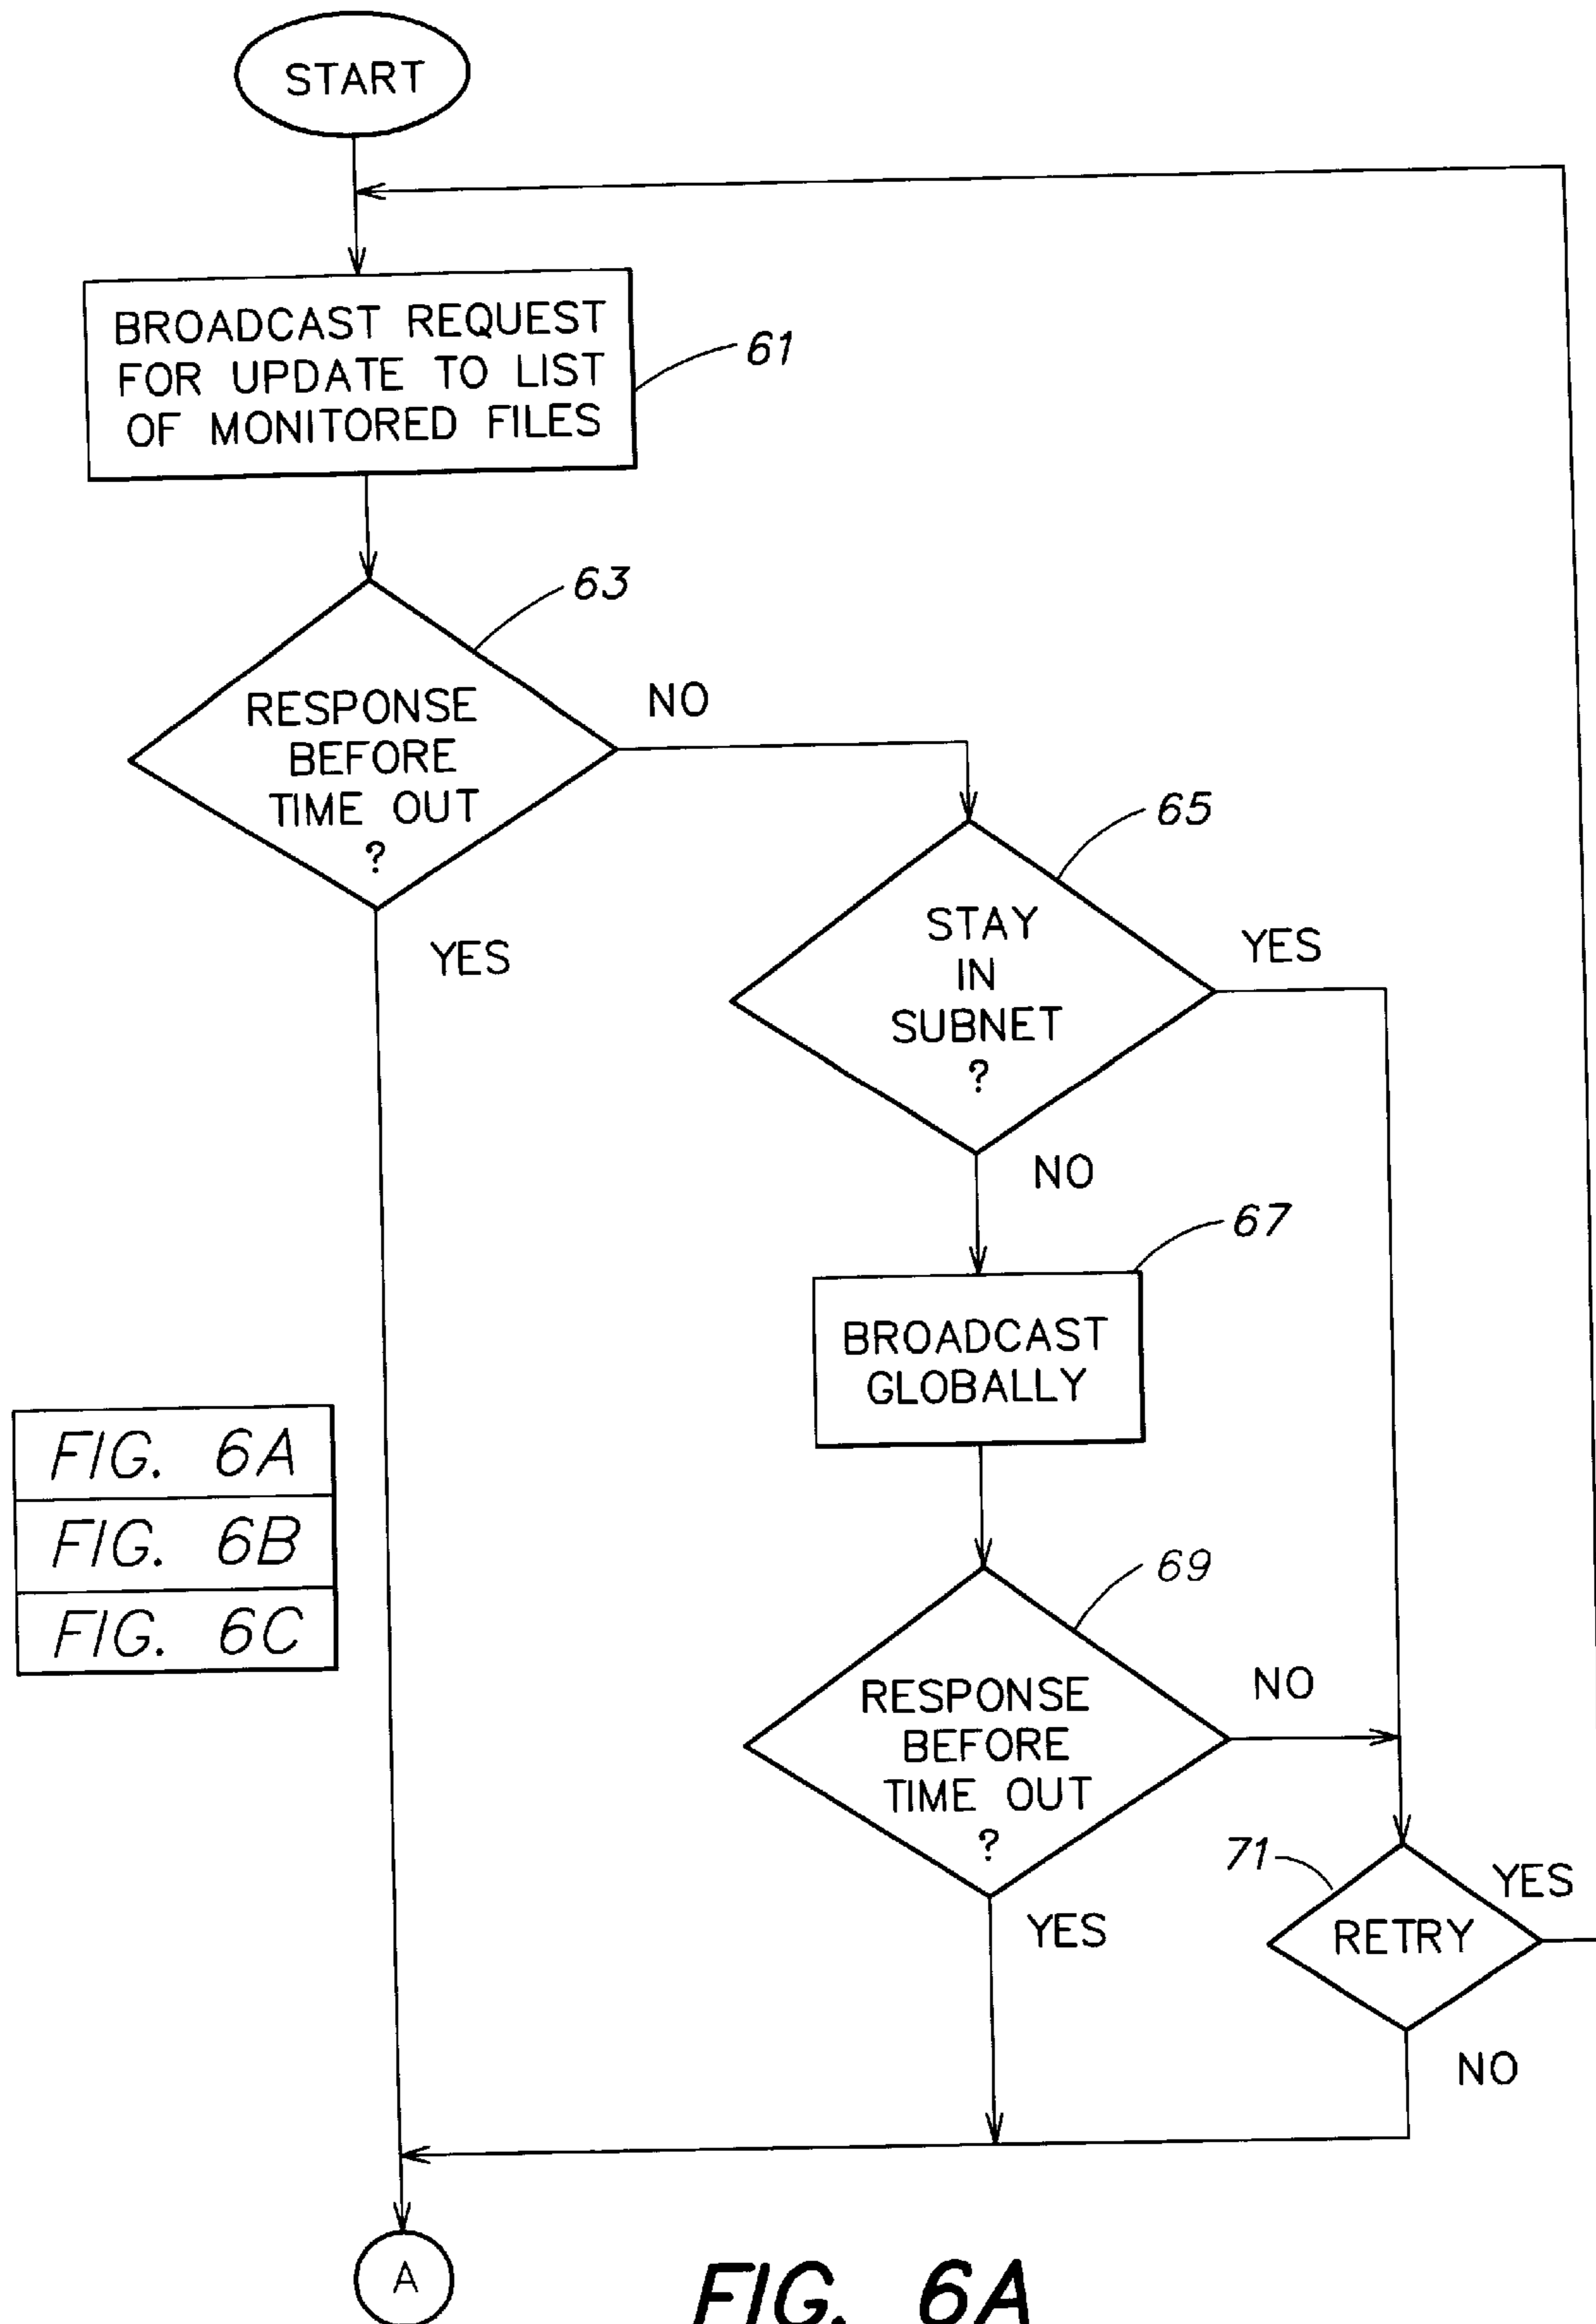 START
BROADCAST REQUEST
FOR UPDATE TO LIST
OF MONITORED FILES
61
63
RESPONSE
BEFORE
TIME OUT
?
NO
YES
65
STAY
IN
SUBNET
?
YES
NO
67
BROADCAST
GLOBALLY
FIG. 6A
FIG. 6B
FIG. 6C
69
RESPONSE
BEFORE
TIME OUT
?
NO
YES
71
RETRY
YES
NO
A
FIG. 6A